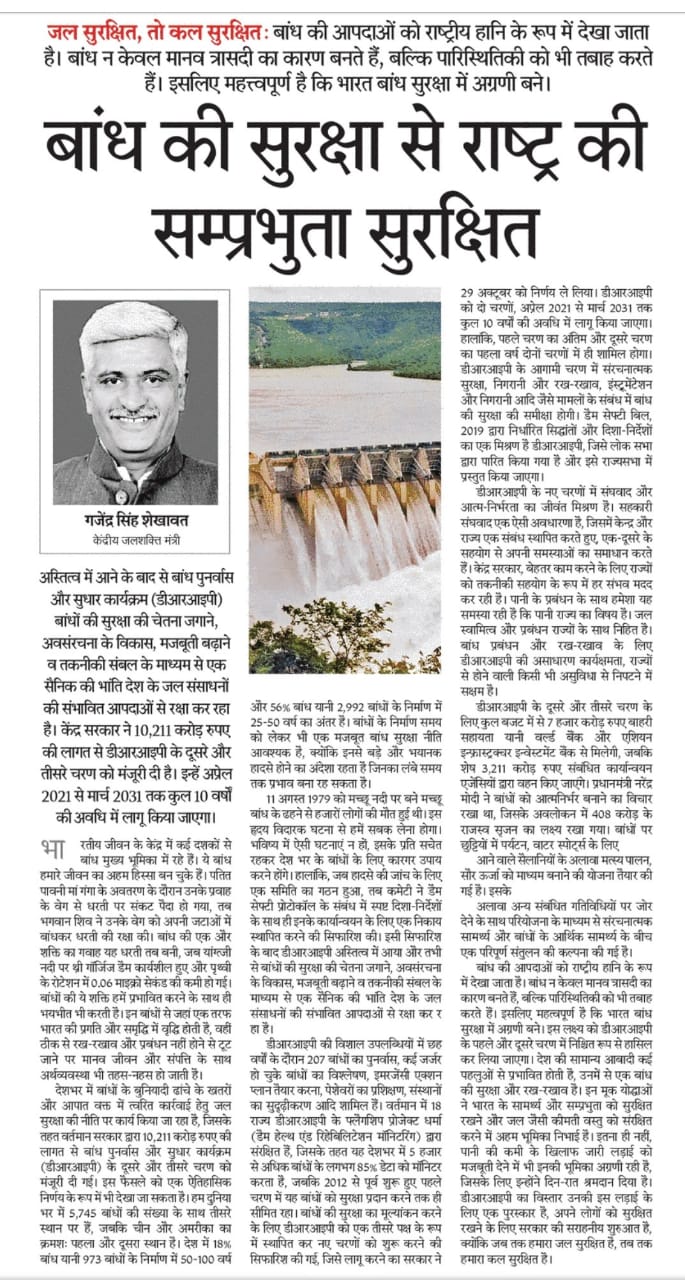 जल सुरक्षित, तो कल सुरक्षित: बांध की आपदाओं को राष्ट्रीय हानि के रूप में देखा जाता
है। बांध न केवल मानव त्रासदी का कारण बनते हैं, बल्कि पारिस्थितिकी को भी तबाह करते
हैं। इसलिए महत्त्वपूर्ण है कि भारत बांध सुरक्षा में अग्रणी बने।
बांध की सुरक्षा से राष्ट्र की
सम्प्रभुता सुरक्षित
गजेंद्र सिंह शेखावत
केंद्रीय जलशक्ति मंत्री
अस्तित्व में आने के बाद से बांध पुनर्वास
और सुधार कार्यक्रम (डीआरआइपी)
बांधों की सुरक्षा की चेतना जगाने,
अवसंरचना के विकास, मजबूती बढ़ाने
व तकनीकी संबल के माध्यम से एक
सैनिक की भांति देश के जल संसाधनों
की संभावित आपदाओं से रक्षा कर रहा
है। केंद्र सरकार ने 10,211 करोड़ रुपए
की लागत से डीआरआइपी के दूसरे और
तीसरे चरण को मंजूरी दी है। इन्हें अप्रेल
2021 से मार्च 2031 तक कुल 10 वर्षों
की अवधि में लागू किया जाएगा।
भारतीय जीवन के केंद्र में कई दशकों से
बांध मुख्य भूमिका में रहे हैं। ये बांध
हमारे जीवन का अहम हिस्सा बन चुके हैं। पतित
पावनी मां गंगा के अवतरण के दौरान उनके प्रवाह
के वेग से धरती पर संकट पैदा हो गया, तब
भगवान शिव ने उनके वेग को अपनी जटाओं में
बांधकर धरती की रक्षा की। बांध की एक और
शक्ति का गवाह यह धरती तब बनी, जब यांग्जी
नदी पर थ्री गॉर्जिज डैम कार्यशील हुए और पृथ्वी
के रोटेशन में 0.06 माइक्रो सेकंड की कमी हो गई।
बांधों की ये शक्ति हमें प्रभावित करने के साथ ही
भयभीत भी करती है। इन बांधों से जहां एक तरफ
भारत की प्रगति और समृद्धि में वृद्धि होती है, वहीं
ठीक से रख-रखाव और प्रबंधन नहीं होने से टूट
जाने पर मानव जीवन और संपत्ति के साथ
अर्थव्यवस्था भी तहस-नहस हो जाती है।
देशभर में बांधों के बुनियादी ढांचे के खतरों
और आपात वक्त में त्वरित कार्रवाई हेतु जल
सुरक्षा की नीति पर कार्य किया जा रहा है, जिसके
तहत वर्तमान सरकार द्वारा 10,211 करोड़ रुपए की
लागत से बांध पुनर्वास और सुधार कार्यक्रम
(डीआरआइपी) के दूसरे और तीसरे चरण को
मंजूरी दी गई। इस फैसले को एक ऐतिहासिक
निर्णय के रूप में भी देखा जा सकता है। हम दुनिया
भर में 5,745 बांधों की संख्या के साथ तीसरे
स्थान पर हैं, जबकि चीन और अमरीका का
क्रमशः पहला और दूसरा स्थान हैं। देश में 18%
बांध यानी 973 बांधों के निर्माण में 50-100 वर्ष
और 56% बांध यानी 2,992 बांधों के निर्माण में
25-50 वर्ष का अंतर है। बांधों के निर्माण समय
को लेकर भी एक मजबूत बांध सुरक्षा नीति
आवश्यक है, क्योंकि इनसे बड़े और भयानक
हादसे होने का अंदेशा रहता है जिनका लंबे समय
तक प्रभाव बना रह सकता है।
11 अगस्त 1979 को मच्छू नदी पर बने मच्छू
बांध के ढहने से हजारों लोगों की मौत हुई थी। इस
हृदय विदारक घटना से हमें सबक लेना होगा।
भविष्य में ऐसी घटनाएं न हों, इसके प्रति सचेत
रहकर देश भर के बांधों के लिए कारगर उपाय
करने होंगे। हालांकि, जब हादसे की जांच के लिए
एक समिति का गठन हुआ, तब कमेटी ने डैम
सेफ्टी प्रोटोकॉल के संबंध में स्पष्ट दिशा-निर्देशों
के साथ ही इनके कार्यान्वयन के लिए एक निकाय
स्थापित करने की सिफारिश की। इसी सिफारिश
के बाद डीआरआइपी अस्तित्व में आया और तभी
से बांधों की सुरक्षा की चेतना जगाने, अवसंरचना
के विकास, मजबूती बढ़ाने व तकनीकी संबल के
माध्यम से एक सैनिक की भांति देश के जल
संसाधनों की संभावित आपदाओं से रक्षा कर र
हा है।
डीआरआइपी की विशाल उपलब्धियों में छह
वर्षों के दौरान 207 बांधों का पुनर्वास, कई जर्जर
हो चुके बांधों का विश्लेषण, इमरजेंसी एक्शन
प्लान तैयार करना, पेशेवरों का प्रशिक्षण, संस्थानों
का सुदृढ़ीकरण आदि शामिल हैं। वर्तमान में 18
राज्यों के बांध डीआरआइपी के फ्लैगशिप प्रोजेक्ट धर्मा
(डैम हेल्थ एंड रिहेबिलिटेशन मॉनिटरिंग) द्वारा
संरक्षित हैं, जिसके तहत यह देशभर में 5 हजार
से अधिक बांधों के लगभग 85% डेटा को मॉनिटर
करता है, जबकि 2012 से पूर्व शुरू हुए पहले
चरण में यह बांधों को सुरक्षा प्रदान करने तक ही
सीमित रहा। बांधों की सुरक्षा का मूल्यांकन करने
के लिए डीआरआइपी को एक तीसरे पक्ष के रूप
में स्थापित कर नए चरणों को शुरू करने की
सिफारिश की गई, जिसे लागू करने का सरकार ने
29 अक्टूबर को निर्णय ले लिया। डीआरआइपी
को दो चरणों, अप्रेल 2021 से मार्च 2031 तक
कुल 10 वर्षों की अवधि में लागू किया जाएगा।
हालांकि, पहले चरण का अंतिम और दूसरे चरण
का पहला वर्ष दोनों चरणों में ही शामिल होगा।
डीआरआइपी के आगामी चरण में संरचनात्मक
सुरक्षा, निगरानी और रख-रखाव, इंस्ट्रूमेंटेशन
और निगरानी आदि जैसे मामलों के संबंध में बांध
की सुरक्षा की समीक्षा होगी। डैम सेफ्टी बिल,
2019 द्वारा निर्धारित सिद्धांतों और दिशा-निर्देशों
का एक मिश्रण है डीआरआइपी, जिसे लोक सभा
द्वारा पारित किया गया है और इसे राज्यसभा में
प्रस्तुत किया जाएगा।
डीआरआइपी के नए चरणों में संघवाद और
आत्म-निर्भरता का जीवंत मिश्रण है। सहकारी
संघवाद एक ऐसी अवधारणा है, जिसमें केन्द्र और
राज्य एक संबंध स्थापित करते हुए, एक-दूसरे के
सहयोग से अपनी समस्याओं का समाधान करते
हैं। केंद्र सरकार, बेहतर काम करने के लिए राज्यों
को तकनीकी सहयोग के रूप में हर संभव मदद
कर रही है। पानी के प्रबंधन के साथ हमेशा यह
समस्या रही है कि पानी राज्य का विषय है। जल
स्वामित्व और प्रबंधन राज्यों के साथ निहित है।
बांध प्रबंधन और रख-रखाव के लिए
डीआरआइपी की असाधारण कार्यक्षमता, राज्यों
से होने वाली किसी भी असुविधा से निपटने में
सक्षम है।
डीआरआइपी के दूसरे और तीसरे चरण के
लिए कुल बजट में से 7 हजार करोड़ रुपए बाहरी
सहायता यानी वर्ल्ड बैंक और एशियन
इन्फ्रास्ट्रक्चर इन्वेस्टमेंट बैंक से मिलेगी, जबकि
शेष 3,211 करोड़ रुपए संबंधित कार्यान्वयन
एजेंसियों द्वारा वहन किए जाएंगे। प्रधानमंत्री नरेंद्र
मोदी ने बांधों को आत्मनिर्भर बनाने का विचार
रखा था, जिसके अवलोकन में 408 करोड़ के
राजस्व सृजन का लक्ष्य रखा गया। बांधों पर
छुट्टियों में पर्यटन, वाटर स्पोर्ट्स के लिए
आने वाले सैलानियों के अलावा मत्स्य पालन,
सौर ऊर्जा को माध्यम बनाने की योजना तैयार की
गई है। इसके
अलावा अन्य संबंधित गतिविधियों पर जोर
देने के साथ परियोजना के माध्यम से संरचनात्मक
सामर्थ्य और बांधों के आर्थिक सामर्थ्य के बीच
एक परिपूर्ण संतुलन की कल्पना की गई है।
बांध की आपदाओं को राष्ट्रीय हानि के रूप
में देखा जाता है। बांध न केवल मानव त्रासदी का
कारण बनते हैं, बल्कि पारिस्थितिकी को भी तबाह
करते हैं। इसलिए महत्त्वपूर्ण है कि भारत बांध
सुरक्षा में अग्रणी बने। इस लक्ष्य को डीआरआइपी
के पहले और दूसरे चरण में निश्चित रूप से हासिल
कर लिया जाएगा। देश की सामान्य आबादी कई
पहलुओं से प्रभावित होती है, उनमें से एक बांध
की सुरक्षा और रख-रखाव है। इन मूक योद्धाओं
ने भारत के सामर्थ्य और सम्प्रभुता को सुरक्षित
रखने और जल जैसी कीमती वस्तु को संरक्षित
करने में अहम भूमिका निभाई है। इतना ही नहीं,
पानी की कमी के खिलाफ जारी लड़ाई को
मजबूती देने में भी इनकी भूमिका अग्रणी रही है,
जिसके लिए इन्होंने दिन-रात श्रमदान दिया है।
डीआरआइपी का विस्तार उनकी इस लड़ाई के
लिए एक पुरस्कार है, अपने लोगों को सुरक्षित
रखने के लिए सरकार की सराहनीय शुरुआत है,
क्योंकि जब तक हमारा जल सुरक्षित है, तब तक
हमारा कल सुरक्षित है।